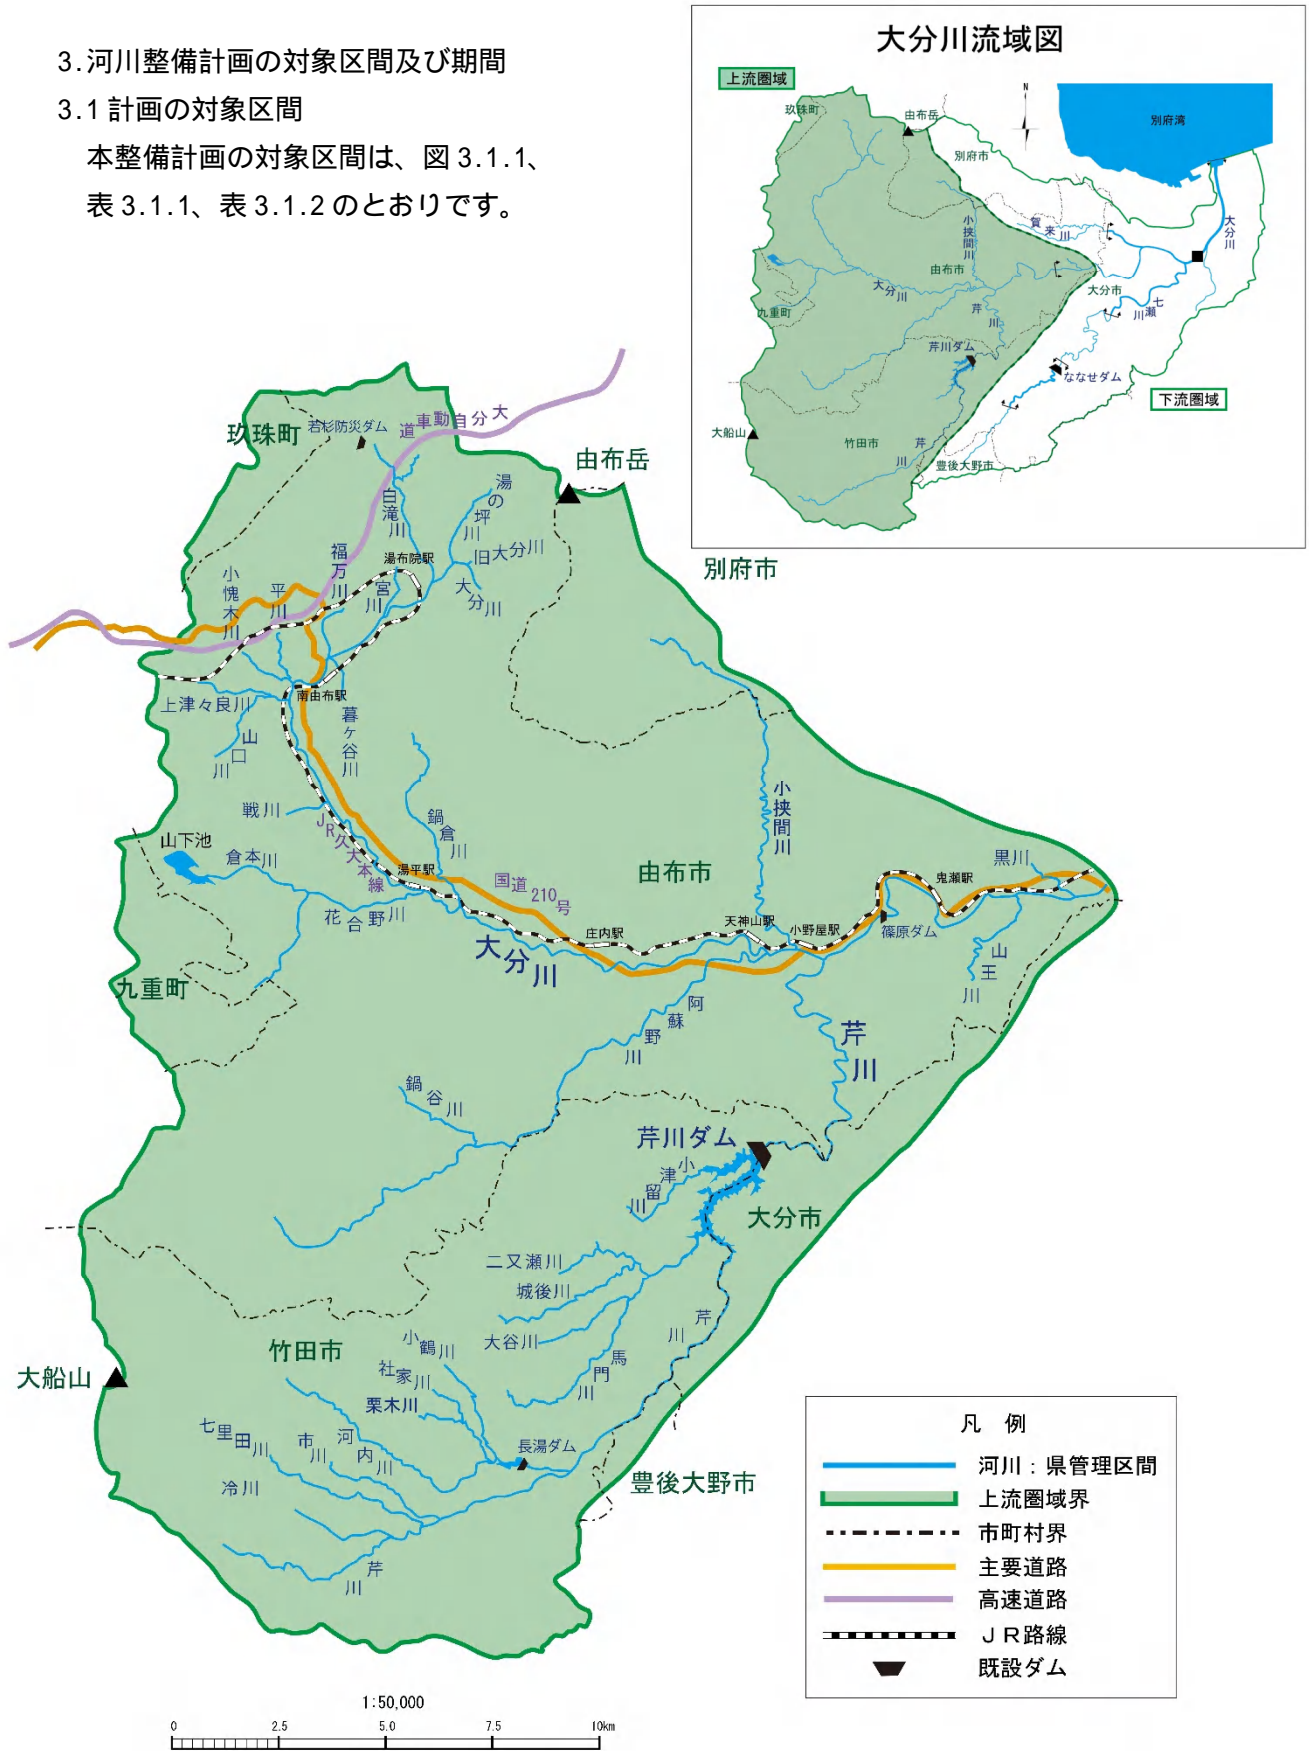 3.河川整備計画の対象区間及び期間
3.1計画の対象区間
本整備計画の対象区間は、図3.1.1、
表3.1.1、表3.1.2のとおりです。
大分川流域図
上流圏域
玖珠町
由布岳
N
別府湾
別府市
小挟間川
賀来川
大分川
由布市
大分川
大分市
七瀬川
九重町
芹川
芹川ダム
ななせダム
下流圏域
大船山
竹田市
芹川
豊後大野市
玖珠町
若杉防災ダム
大分自動車道
由布岳
白滝川
湯の坪川
旧大分川
湯布院駅
福万川
宮川
大分川
小愧木川
平川
別府市
南由布駅
上津々良川
山口川
暮ヶ谷川
戦川
JR久大本線
鍋倉川
小挟間川
山下池
倉本川
湯平駅
国道210号
由布市
黒川
鬼瀬駅
花合野川
大分川
庄内駅
天神山駅
小野屋駅
篠原ダム
山王川
九重町
阿蘇野川
芹川
鍋谷川
芹川ダム
小津留川
大分市
二又瀬川
城後川
大谷川
芹川
小鶴川
竹田市
社家川
馬門川
大船山
栗木川
七里田川
市川
河内川
長湯ダム
冷川
豊後大野市
芹川
凡 例
河川：県管理区間
上流圏域界
市町村界
主要道路
高速道路
ＪＲ路線
既設ダム
1:50,000
0 2.5 5.0 7.5 10km